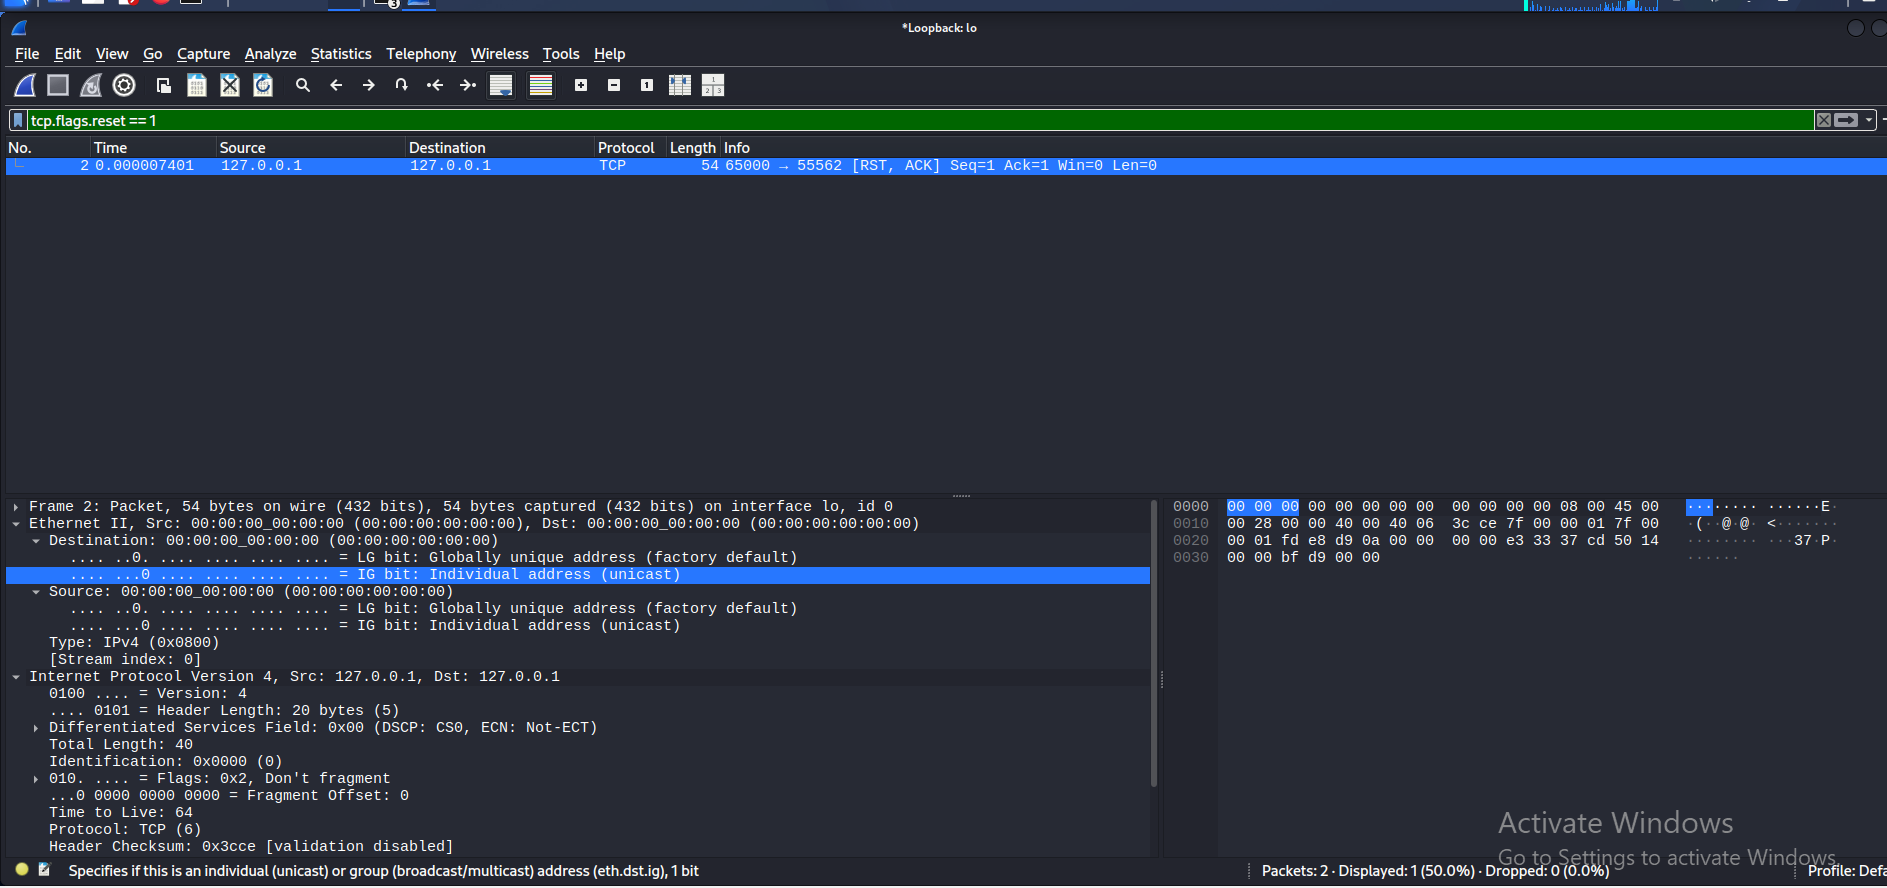 3
*Loopback: lo
File Edit View Go Capture Analyze Statistics Telephony Wireless Tools Help
tcp.flags.reset ==1
No. Time Source Destination Protocol Length Info
2 0.000007401 127.0.0.1 127.0.0.1 TCP 54 65000 → 55562 [RST, ACK] Seq=1 Ack=1 Win=0 Len=0
Frame 2: Packet, 54 bytes on wire (432 bits), 54 bytes captured (432 bits) on interface lo, id 0
Ethernet II, Src: 00:00:00_00:00:00 (00:00:00:00:00:00), Dst: 00:00:00_00:00:00 (00:00:00:00:00:00)
Destination: 00:00:00_00:00:00 (00:00:00:00:00:00)
.... ..0. .... .... .... .... = LG bit: Globally unique address (factory default)
.... ...0 .... .... .... .... = IG bit: Individual address (unicast)
Source: 00:00:00_00:00:00 (00:00:00:00:00:00)
.... ..0. .... .... .... .... = LG bit: Globally unique address (factory default)
.... ...0 .... .... .... .... = IG bit: Individual address (unicast)
Type: IPv4 (0x0800)
[Stream index: 0]
Internet Protocol Version 4, Src: 127.0.0.1, Dst: 127.0.0.1
0100 .... = Version: 4
.... 0101 = Header Length: 20 bytes (5)
Differentiated Services Field: 0x00 (DSCP: CS0, ECN: Not-ECT)
Total Length: 40
Identification: 0x0000 (0)
010. .... = Flags: 0x2, Don't fragment
...0 0000 0000 0000 = Fragment Offset: 0
Time to Live: 64
Protocol: TCP (6)
Header Checksum: 0x3cce [validation disabled]
0000 00 00 00 00 00 00 00 00 00 00 00 00 08 00 45 00 ········ ······E·
0010 00 28 00 00 40 00 40 06 3c ce 7f 00 00 01 7f 00 ·(··@·@· <·······
0020 00 01 fd e8 d9 0a 00 00 00 00 e3 33 37 cd 50 14 ········ ···37·P·
0030 00 00 bf d9 00 00 ······
Activate Windows
Go to Settings to activate Windows.
Specifies if this is an individual (unicast) or group (broadcast/multicast) address (eth.dst.ig), 1 bit
Packets: 2 · Displayed: 1 (50.0%) · Dropped: 0 (0.0%)
Profile: Defa